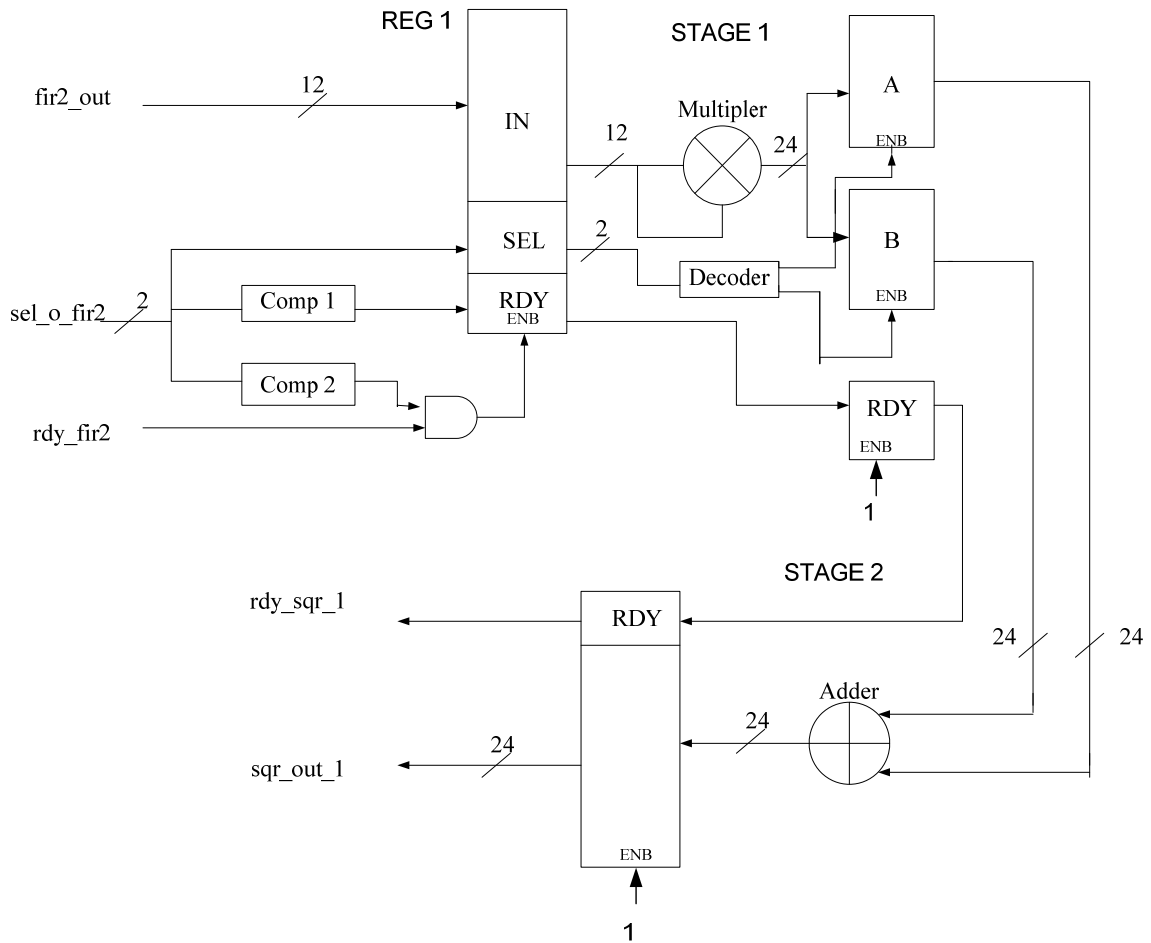 REG 1
STAGE 1
12
fir2_out
IN
Multipler
12
24
A
ENB
SEL
2
Decoder
B
ENB
sel_o_fir2
2
Comp 1
RDY
ENB
Comp 2
rdy_fir2
RDY
ENB
1
STAGE 2
rdy_sqr_1
RDY
24
24
Adder
24
24
sqr_out_1
ENB
1